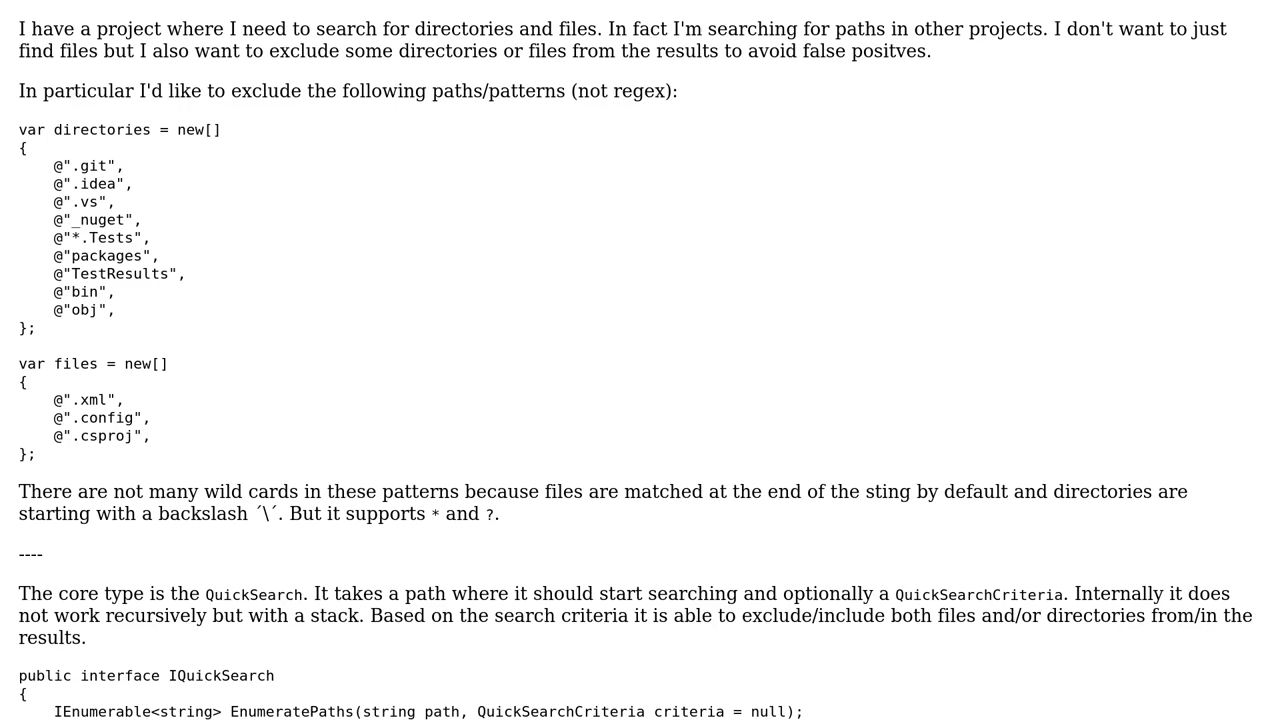 I have a project where I need to search for directories and files. In fact I'm searching for paths in other projects. I don't want to just
find files but I also want to exclude some directories or files from the results to avoid false positves.
In particular I'd like to exclude the following paths/patterns (not regex):
var directories = new[]
{
    @".git",
    @".idea",
    @".vs",
    @"_nuget",
    @"*.Tests",
    @"packages",
    @"TestResults",
    @"bin",
    @"obj",
};
var files = new[]
{
    @".xml",
    @".config",
    @".csproj",
};
There are not many wild cards in these patterns because files are matched at the end of the sting by default and directories are
starting with a backslash ´\´. But it supports * and ?.
----
The core type is the QuickSearch. It takes a path where it should start searching and optionally a QuickSearchCriteria. Internally it does
not work recursively but with a stack. Based on the search criteria it is able to exclude/include both files and/or directories from/in the
results.
public interface IQuickSearch
{
    IEnumerable<string> EnumeratePaths(string path, QuickSearchCriteria criteria = null);